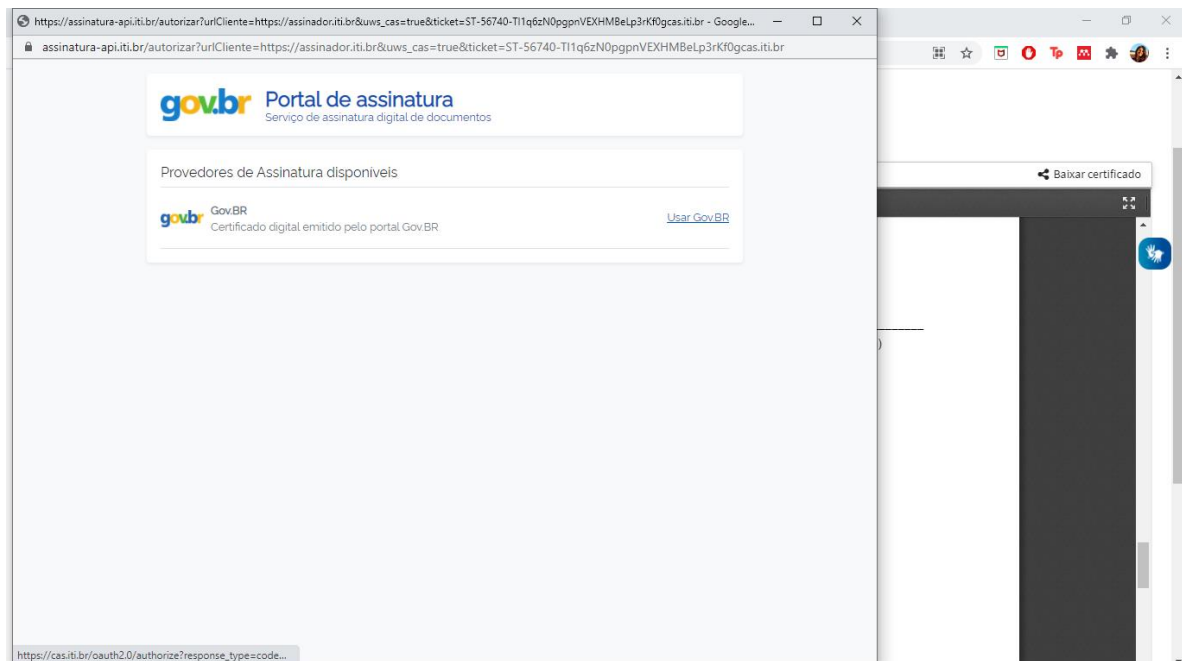 https://assinatura-api.iti.br/autorizar?urlCliente=https://assinador.iti.br&uws_cas=true&ticket=ST-56740-TI1q6zN0pgpnVEXHMBeLp3rKf0gcas.iti.br - Google...
assinatura-api.iti.br/autorizar?urlCliente=https://assinador.iti.br&uws_cas=true&ticket=ST-56740-TI1q6zN0pgpnVEXHMBeLp3rKf0gcas.iti.br
gov.br
Portal de assinatura
Serviço de assinatura digital de documentos
Provedores de Assinatura disponíveis
gov.br
Gov.BR
Certificado digital emitido pelo portal Gov.BR
Usar Gov.BR
Baixar certificado
Tp
)
https://cas.iti.br/oauth2.0/authorize?response_type=code...